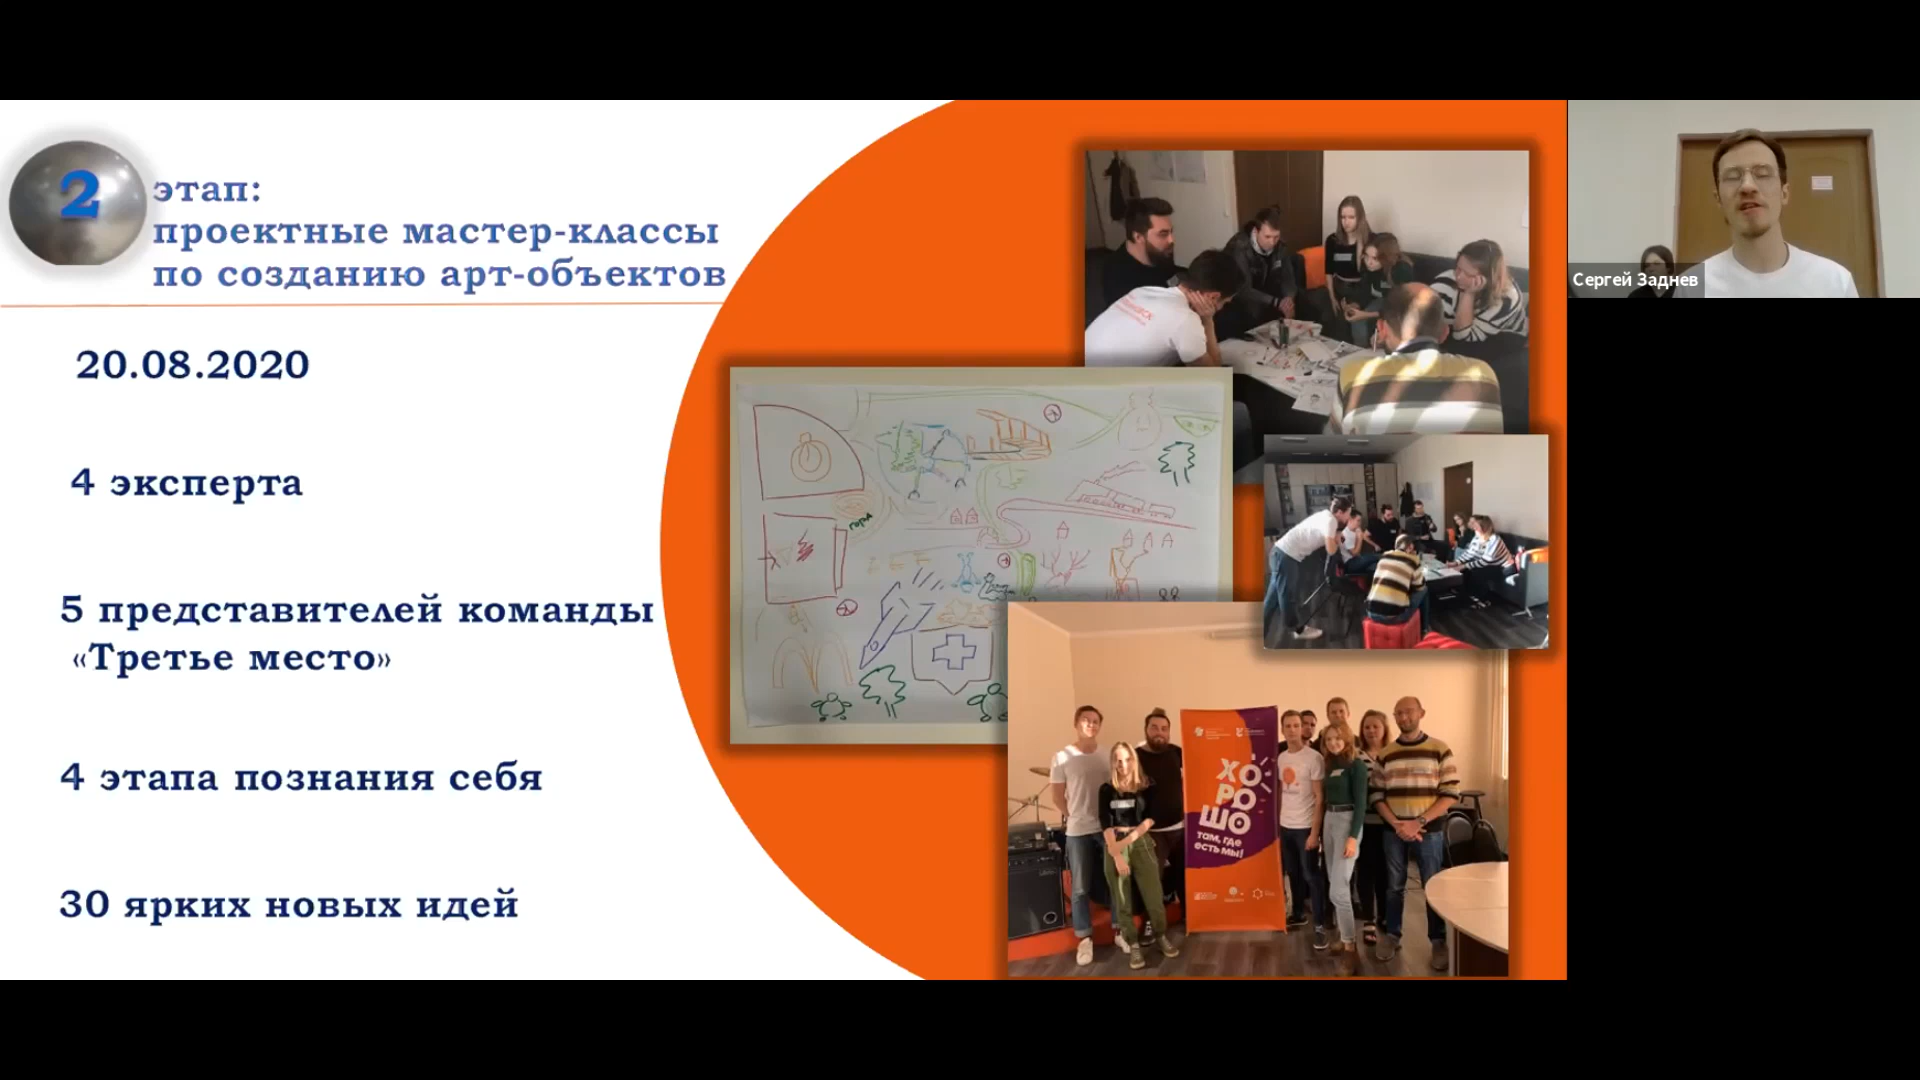 2
этап:
проектные мастер-классы
по созданию арт-объектов
20.08.2020
4 эксперта
5 представителей команды
«Третье место»
4 этапа познания себя
30 ярких новых идей
ХО
РО
ШО
там, где
есть мы!
Сергей Заднев